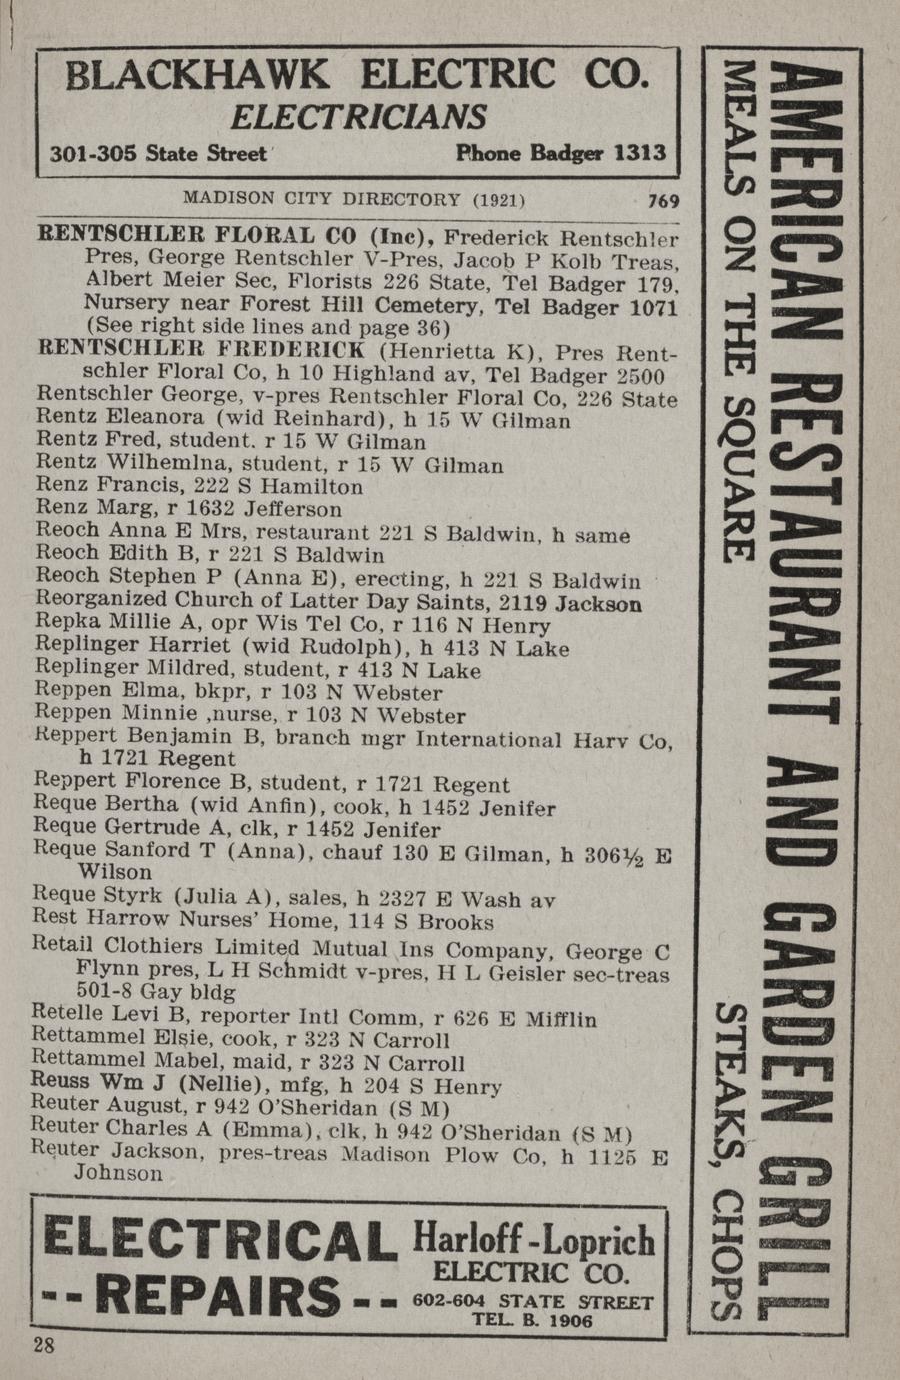 BLACKHAWK ELECTRIC CO.
ELECTRICIANS
301-305 State Street Phone Badger 1313
MADISON CITY DIRECTORY (1921) 769
RENTSCHLER FLORAL CO (Inc), Frederick Rentschler
Pres, George Rentschler V-Pres, Jacob P Kolb Treas,
Albert Meier Sec, Florists 226 State, Tel Badger 179,
Nursery near Forest Hill Cemetery, Tel Badger 1071
(See right side lines and page 36)
RENTSCHLER FREDERICK (Henrietta K), Pres Rent-
schler Floral Co, h 10 Highland av, Tel Badger 2500
Rentschler George, v-pres Rentschler Floral Co, 226 State
Rentz Eleanora (wid Reinhard), h 15 W Gilman
Rentz Fred, student. r 15 W Gilman
Rentz Wilhemlna, student, r 15 W Gilman
Renz Francis, 222 S Hamilton
Renz Marg, r 1632 Jefferson
Reoch Anna E Mrs, restaurant 221 S Baldwin, h same
Reoch Edith B, r 221 S Baldwin
Reoch Stephen P (Anna E), erecting, h 221 S Baldwin
Reorganized Church of Latter Day Saints, 2119 Jackson
Repka Millie A, opr Wis Tel Co, r 116 N Henry
Replinger Harriet (wid Rudolph), h 413 N Lake
Replinger Mildred, student, r 413 N Lake
Reppen Elma, bkpr, r 103 N Webster
Reppen Minnie ,nurse, r 103 N Webster
Reppert Benjamin B, branch mgr International Harv Co,
h 1721 Regent
Reppert Florence B, student, r 1721 Regent
Reque Bertha (wid Anfin), cook, h 1452 Jenifer
Reque Gertrude A, clk, r 1452 Jenifer
Reque Sanford T (Anna), chauf 130 E Gilman, h 306½ E
Wilson
Reque Styrk (Julia A), sales, h 2327 E Wash av
Rest Harrow Nurses' Home, 114 S Brooks
Retail Clothiers Limited Mutual Ins Company, George C
Flynn pres, L H Schmidt v-pres, H L Geisler sec-treas
501-8 Gay bldg
Retelle Levi B, reporter Intl Comm, r 626 E Mifflin
Rettammel Elsie, cook, r 323 N Carroll
Rettammel Mabel, maid, r 323 N Carroll
Reuss Wm J (Nellie), mfg, h 204 S Henry
Reuter August, r 942 O'Sheridan (S M)
Reuter Charles A (Emma), clk, h 942 O'Sheridan (S M)
Reuter Jackson, pres-treas Madison Plow Co, h 1125 E
Johnson
ELECTRICAL
-- REPAIRS --
Harloff-Loprich
ELECTRIC CO.
602-604 STATE STREET
TEL. B. 1906
28
AMERICAN RESTAURANT AND GARDEN GRILL
MEALS ON THE SQUARE STEAKS, CHOPS